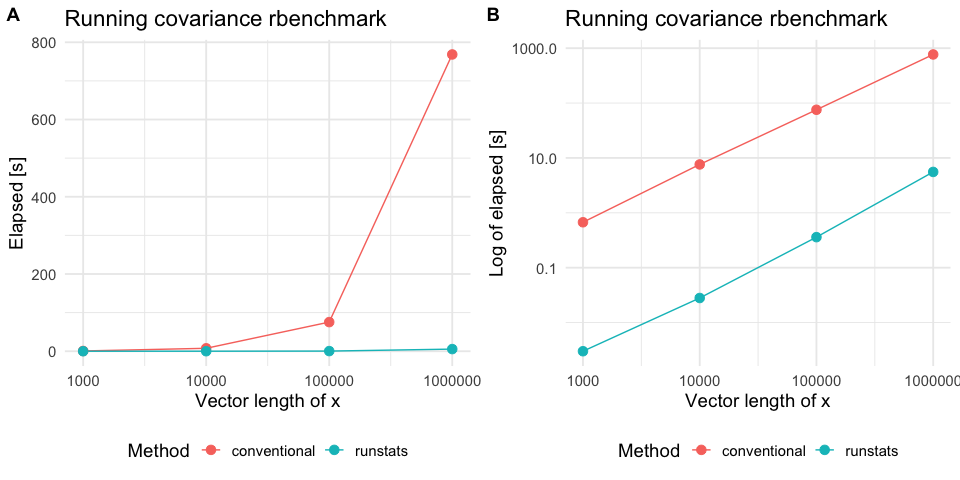 A
Running covariance rbenchmark
Elapsed [s]
800
600
400
200
0
1000 10000 100000 1000000
Vector length of x
Method conventional runstats
B
Running covariance rbenchmark
Log of elapsed [s]
1000.0
10.0
0.1
1000 10000 100000 1000000
Vector length of x
Method conventional runstats